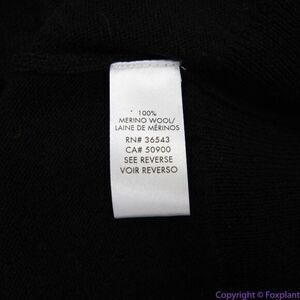 100%
MERINO WOOL/
LAINE DE MÉRINOS
RN# 36543
CA# 50900
SEE REVERSE
VOIR REVERSO
Copyright © Foxplant